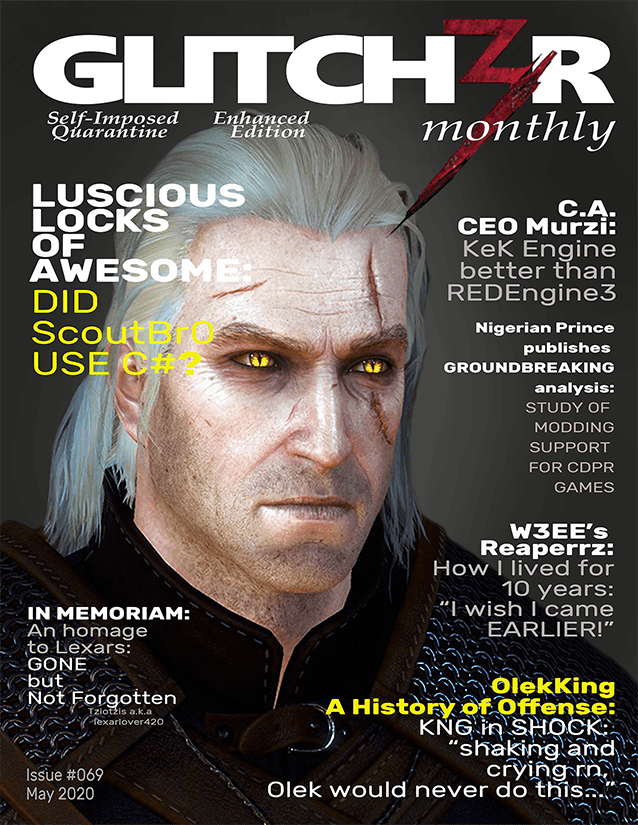 GLITCH3R
Self-Imposed Enhanced
Quarantine Edition
monthly
LUSCIOUS
LOCKS
OF
AWESOME:
DID
ScoutBr0
USE C#?
C.A.
CEO Murzi:
KeK Engine
better than
REDEngine3
Nigerian Prince
publishes
GROUNDBREAKING
analysis:
STUDY OF
MODDING
SUPPORT
FOR CDPR
GAMES
W3EE's
Reaperrz:
How I lived for
10 years:
"I wish I came
EARLIER!"
IN MEMORIAM:
An homage
to Lexars:
GONE
but
Not Forgotten
Tziotzis a.k.a
lexarlover420
OlekKing
A History of Offense:
KNG in SHOCK:
"shaking and
crying rn,
Olek would never do this..."
Issue #069
May 2020